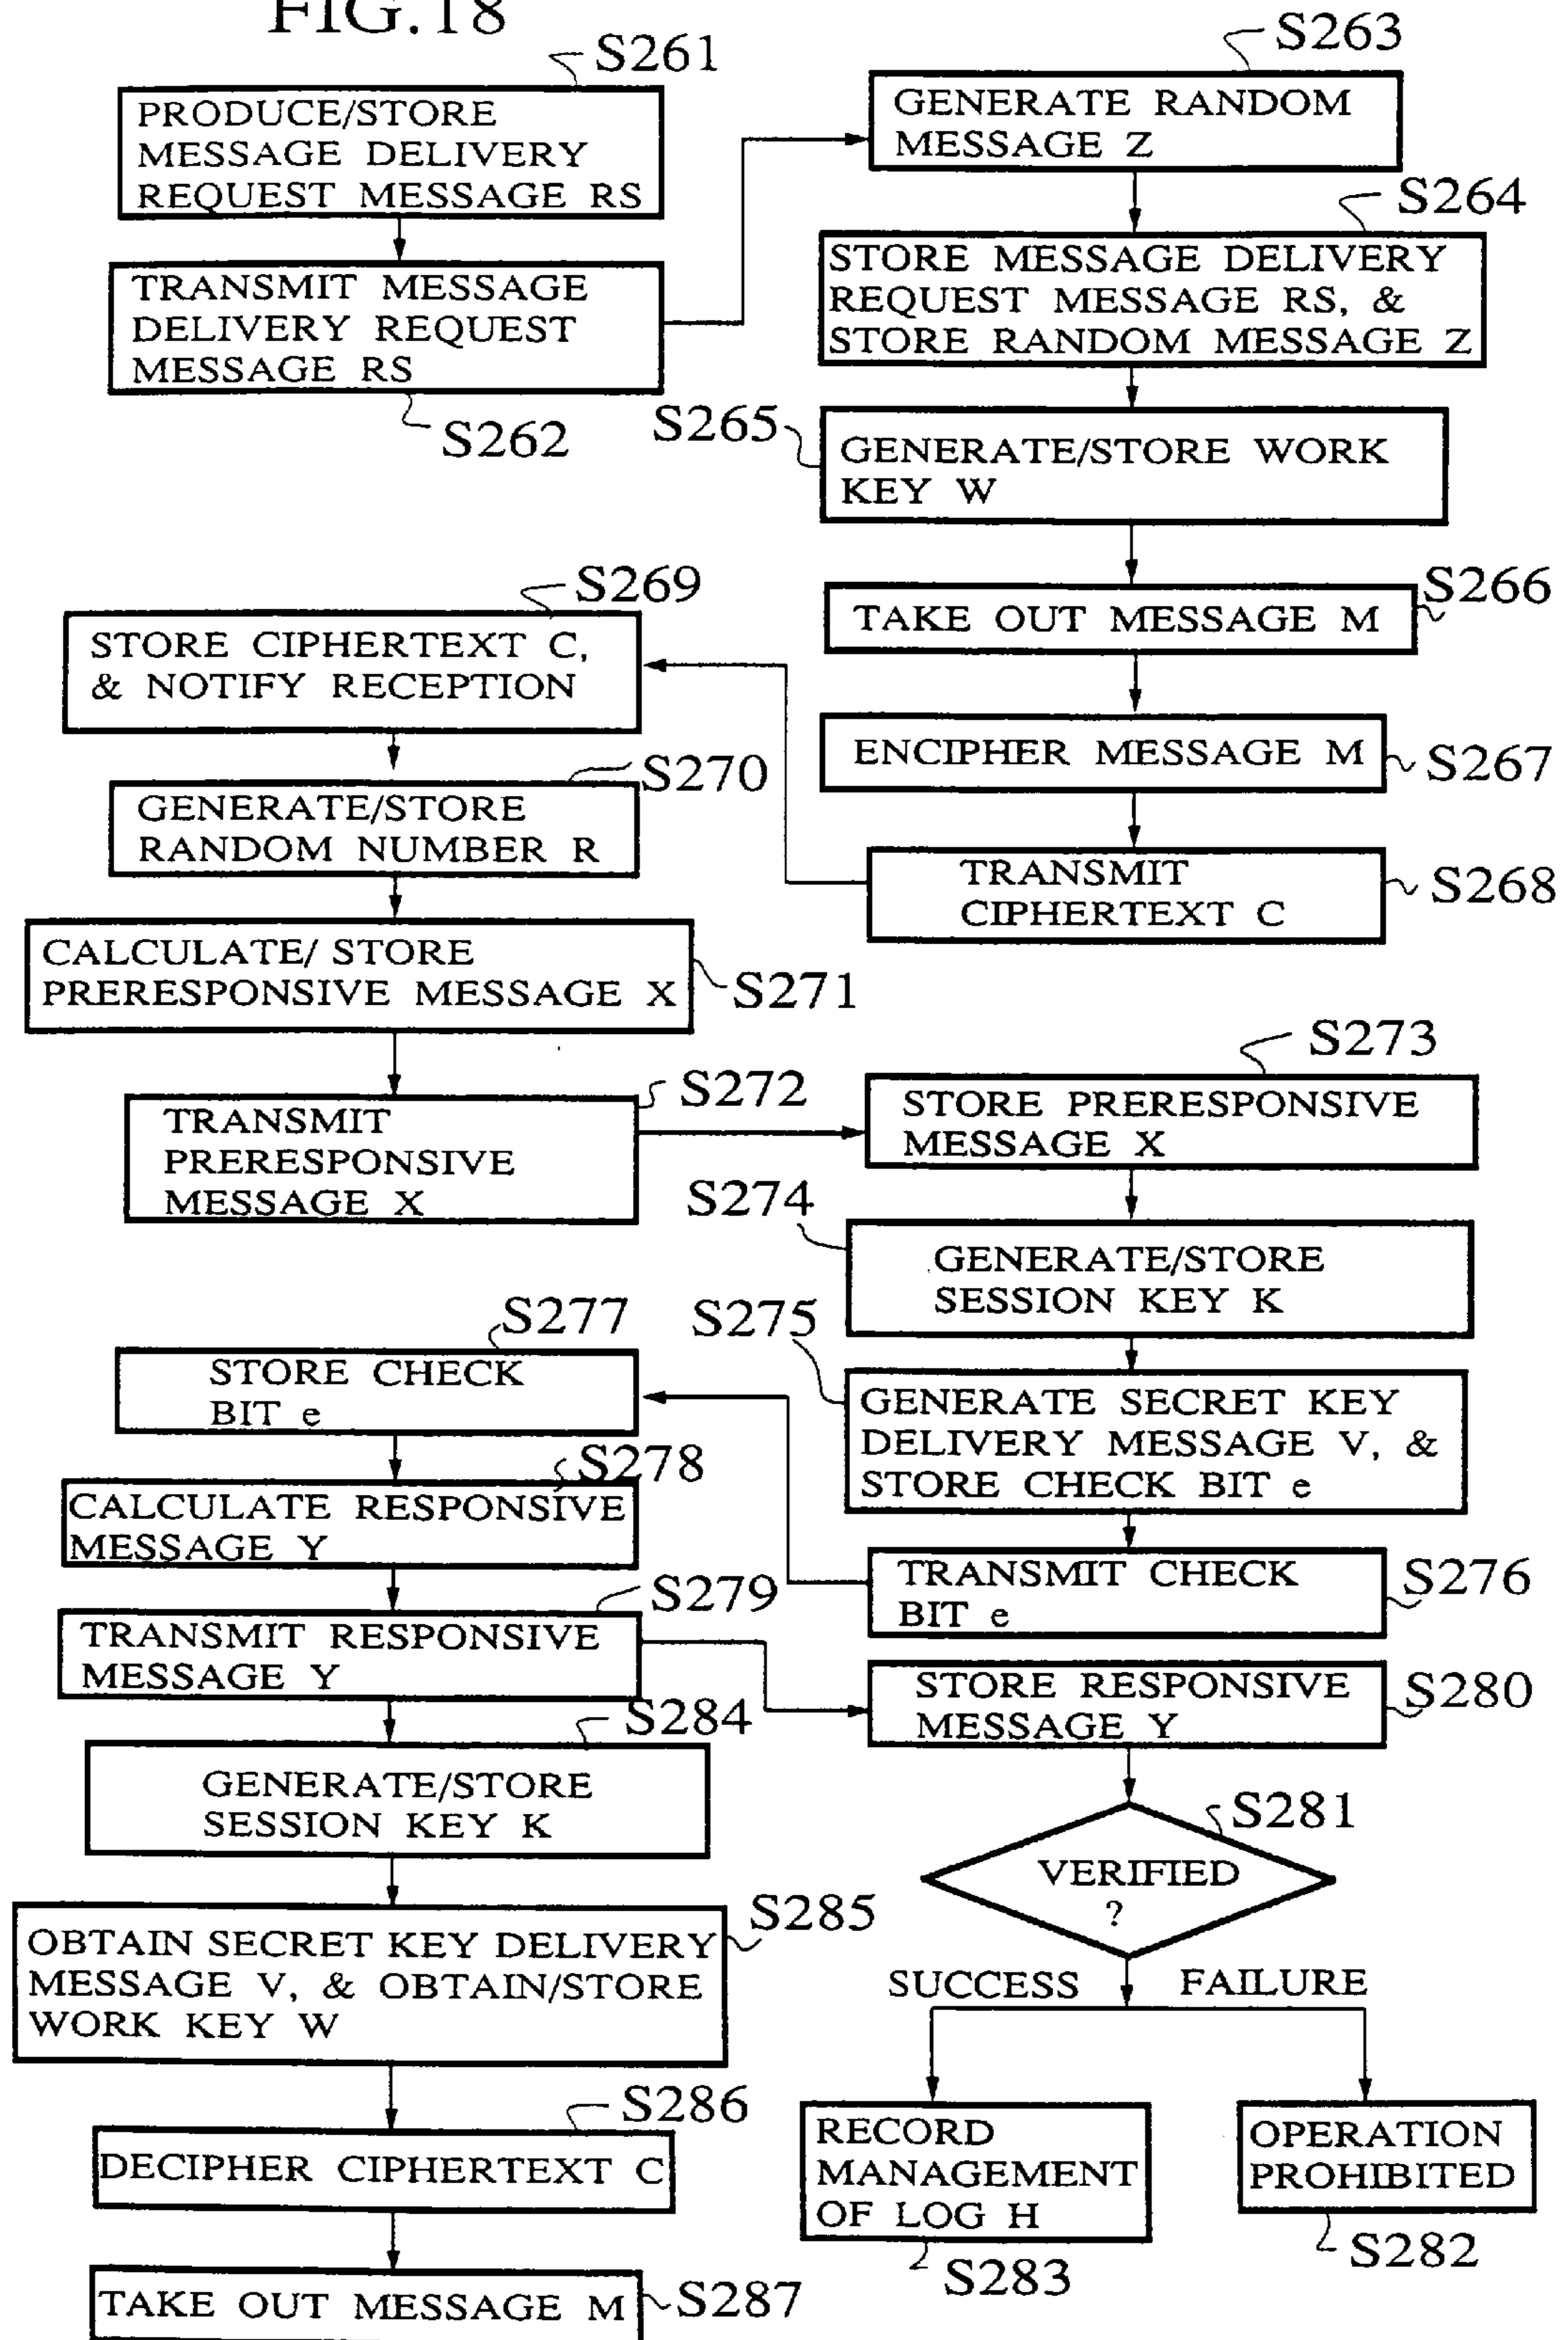 FIG.18
S261
PRODUCE/STORE
MESSAGE DELIVERY
REQUEST MESSAGE RS
TRANSMIT MESSAGE
DELIVERY REQUEST
MESSAGE RS
S262
S263
GENERATE RANDOM
MESSAGE Z
S264
STORE MESSAGE DELIVERY
REQUEST MESSAGE RS, &
STORE RANDOM MESSAGE Z
S265
GENERATE/STORE WORK
KEY W
S266
TAKE OUT MESSAGE M
ENCIPHER MESSAGE M
S267
TRANSMIT
CIPHERTEXT C
S268
S269
STORE CIPHERTEXT C,
& NOTIFY RECEPTION
S270
GENERATE/STORE
RANDOM NUMBER R
CALCULATE/ STORE
PRERESPONSIVE MESSAGE X
S271
S272
TRANSMIT
PRERESPONSIVE
MESSAGE X
S273
STORE PRERESPONSIVE
MESSAGE X
S274
GENERATE/STORE
SESSION KEY K
S275
GENERATE SECRET KEY
DELIVERY MESSAGE V, &
STORE CHECK BIT e
TRANSMIT CHECK
BIT e
S276
S277
STORE CHECK
BIT e
S278
CALCULATE RESPONSIVE
MESSAGE Y
S279
TRANSMIT RESPONSIVE
MESSAGE Y
STORE RESPONSIVE
MESSAGE Y
S280
S281
VERIFIED
?
SUCCESS
FAILURE
RECORD
MANAGEMENT
OF LOG H
S283
OPERATION
PROHIBITED
S282
S284
GENERATE/STORE
SESSION KEY K
S285
OBTAIN SECRET KEY DELIVERY
MESSAGE V, & OBTAIN/STORE
WORK KEY W
S286
DECIPHER CIPHERTEXT C
TAKE OUT MESSAGE M
S287